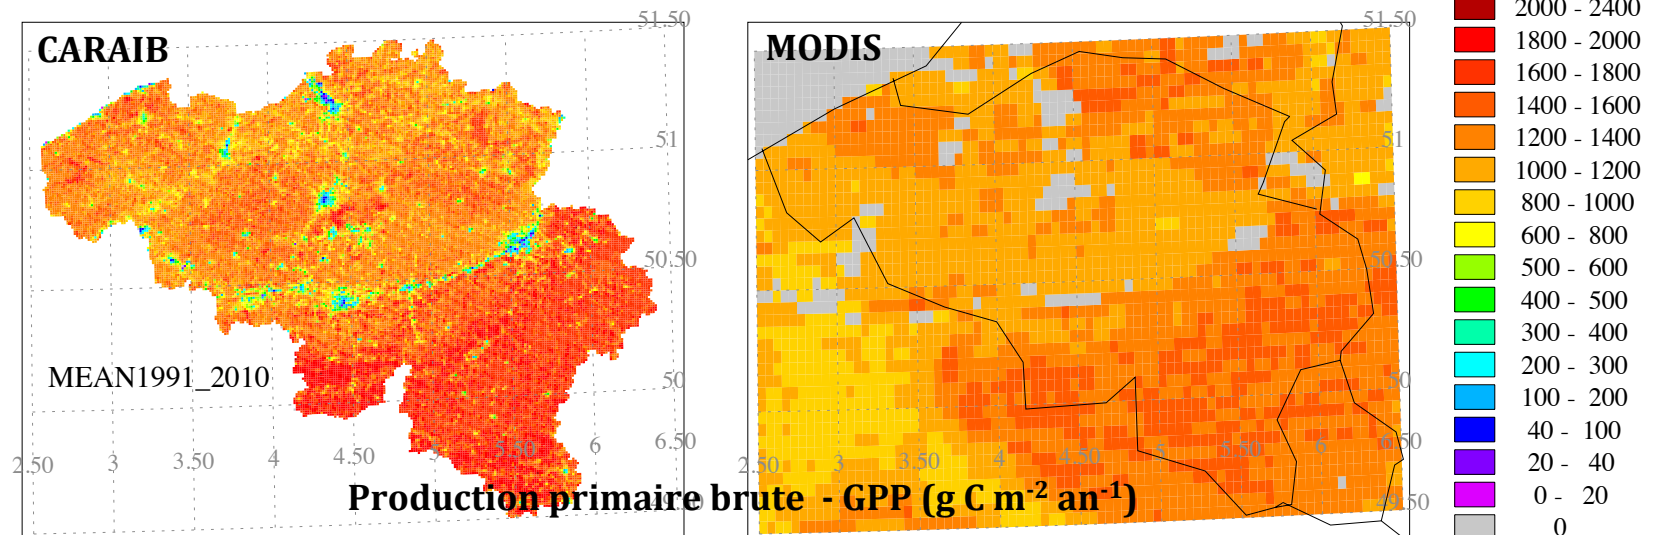 CARAIB
MEAN1991_2010
51.50
51
50.50
50
49.50
2.50 3 3.50 4 4.50 5 5.50 6 6.50
MODIS
51.50
51
50.50
50
49.50
2.50 3 3.50 4 4.50 5 5.50 6 6.50
Production primaire brute - GPP (g C m⁻² an⁻¹)
2000 - 2400
1800 - 2000
1600 - 1800
1400 - 1600
1200 - 1400
1000 - 1200
800 - 1000
600 - 800
500 - 600
400 - 500
300 - 400
200 - 300
100 - 200
40 - 100
20 - 40
0 - 20
0